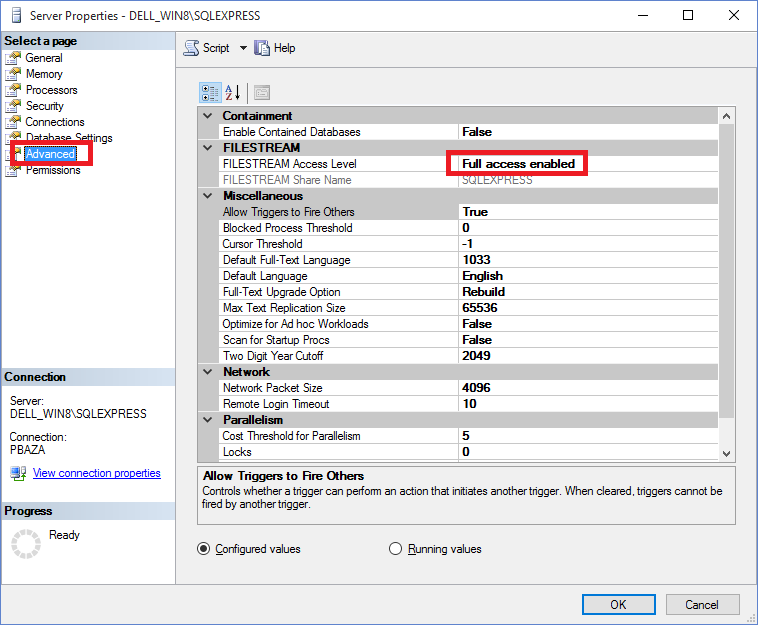 Server Properties - DELL_WIN8\SQLEXPRESS
Select a page
General
Memory
Processors
Security
Connections
Database Settings
Advanced
Permissions
Connection
Server:
DELL_WIN8\SQLEXPRESS
Connection:
PBAZA
View connection properties
Progress
Ready
Script Help
Containment
Enable Contained Databases False
FILESTREAM
FILESTREAM Access Level Full access enabled
FILESTREAM Share Name SQLEXPRESS
Miscellaneous
Allow Triggers to Fire Others True
Blocked Process Threshold 0
Cursor Threshold -1
Default Full-Text Language 1033
Default Language English
Full-Text Upgrade Option Rebuild
Max Text Replication Size 65536
Optimize for Ad hoc Workloads False
Scan for Startup Procs False
Two Digit Year Cutoff 2049
Network
Network Packet Size 4096
Remote Login Timeout 10
Parallelism
Cost Threshold for Parallelism 5
Locks 0
Allow Triggers to Fire Others
Controls whether a trigger can perform an action that initiates another trigger. When cleared, triggers cannot be
fired by another trigger.
Configured values Running values
OK Cancel